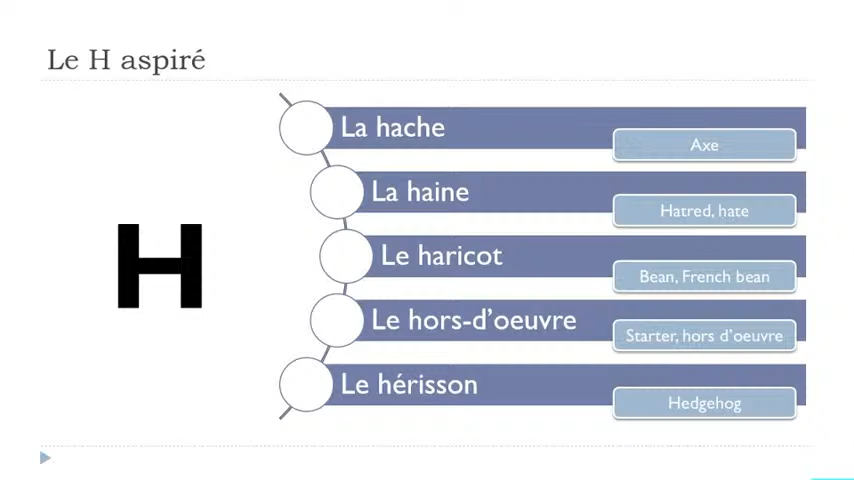 Le H aspiré
H
La hache
Axe
La haine
Hatred, hate
Le haricot
Bean, French bean
Le hors-d’oeuvre
Starter, hors d’oeuvre
Le hérisson
Hedgehog